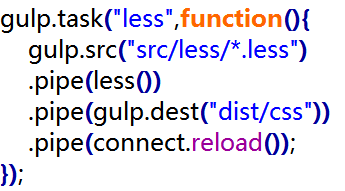 gulp.task("less",function(){
gulp.src("src/less/*.less")
.pipe(less())
.pipe(gulp.dest("dist/css"))
.pipe(connect.reload());
});